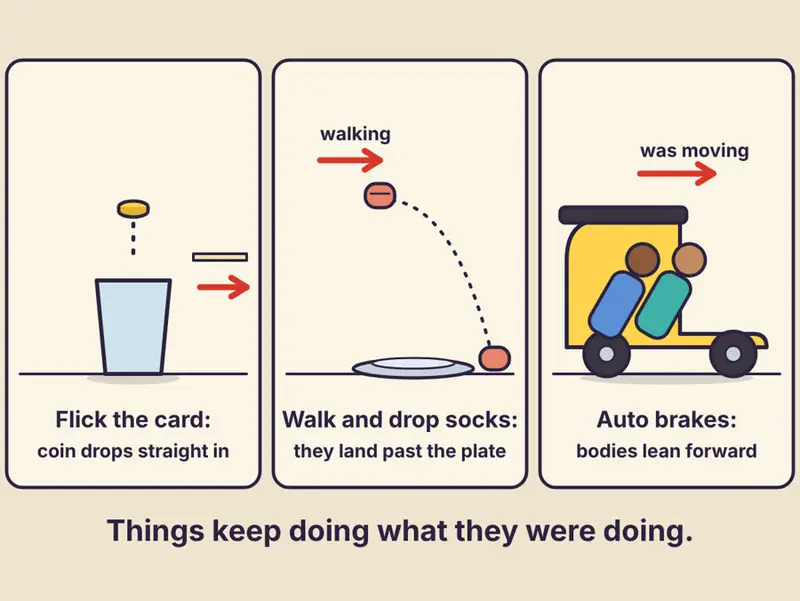 Flick the card:
coin drops straight in
walking
Walk and drop socks:
they land past the plate
was moving
Auto brakes:
bodies lean forward
Things keep doing what they were doing.